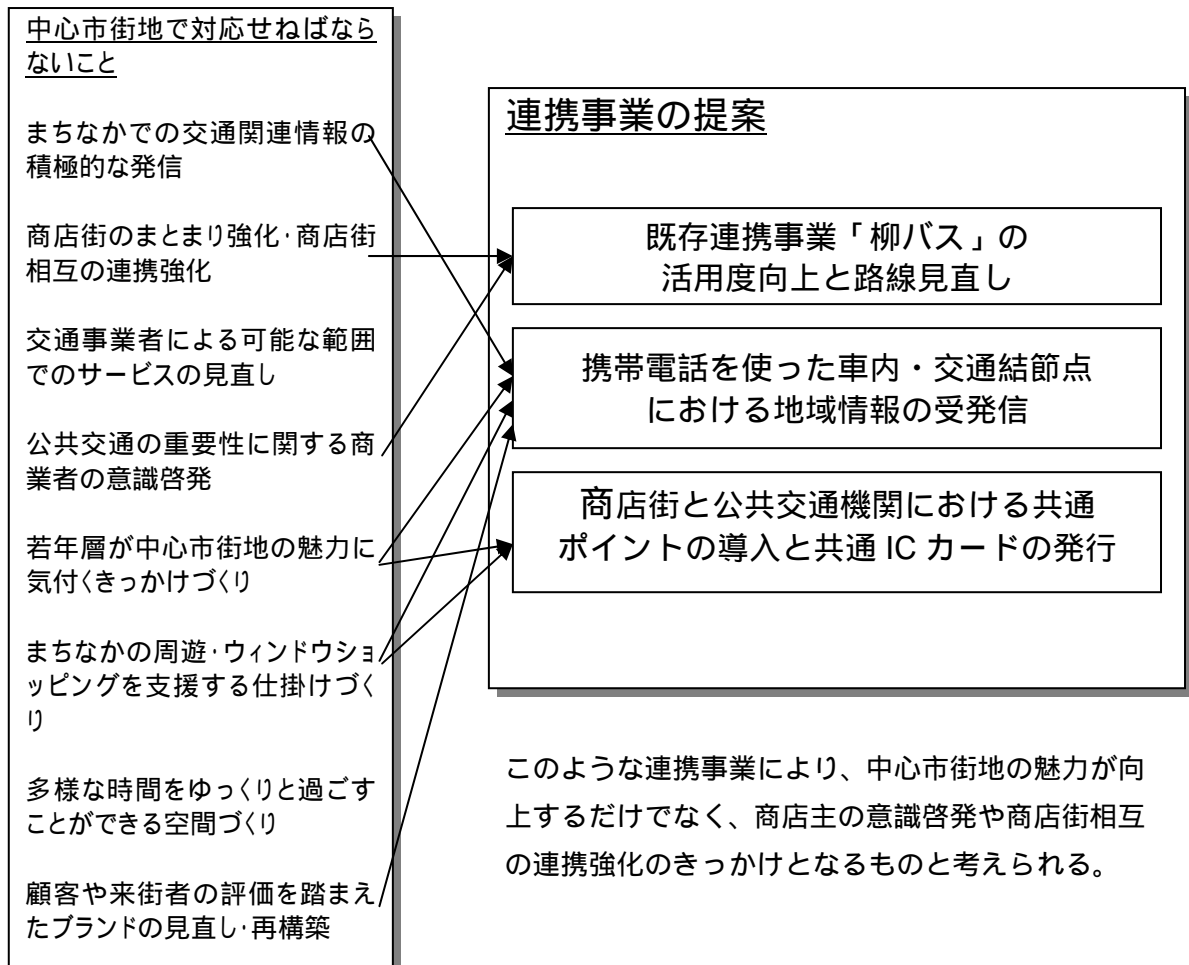 中心市街地で対応せねばなら
ないこと
まちなかでの交通関連情報の
積極的な発信
商店街のまとまり強化・商店街
相互の連携強化
交通事業者による可能な範囲
でのサービスの見直し
公共交通の重要性に関する商
業者の意識啓発
若年層が中心市街地の魅力に
気付くきっかけづくり
まちなかの周遊・ウィンドウショ
ッピングを支援する仕掛けづく
り
多様な時間をゆっくりと過ごす
ことができる空間づくり
顧客や来街者の評価を踏まえ
たブランドの見直し・再構築
連携事業の提案
既存連携事業「柳バス」の
活用度向上と路線見直し
携帯電話を使った車内・交通結節点
における地域情報の受発信
商店街と公共交通機関における共通
ポイントの導入と共通 IC カードの発行
このような連携事業により、中心市街地の魅力が向
上するだけでなく、商店主の意識啓発や商店街相互
の連携強化のきっかけとなるものと考えられる。